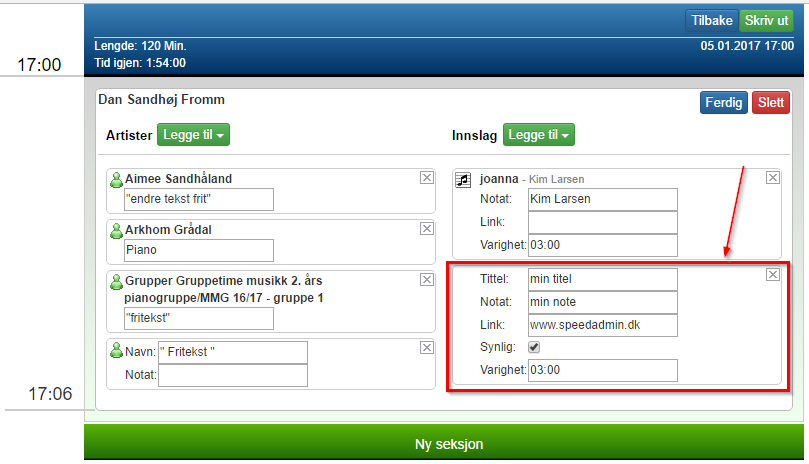 Tilbake Skriv ut
Lengde: 120 Min. 05.01.2017 17:00
Tid igjen: 1:54:00
17:00
Dan Sandhøj Fromm Ferdig Slett
Artister Legge til Innslag Legge til
Aimee Sandhåland
"endre tekst frit"
Arkhom Grådal
Piano
Grupper Gruppetime musikk 2. års
pianogruppe/MMG 16/17 - gruppe 1
"fritekst"
Navn: " Fritekst "
Notat:
joanna - Kim Larsen
Notat: Kim Larsen
Link:
Varighet: 03:00
Tittel: min titel
Notat: min note
Link: www.speedadmin.dk
Synlig:
Varighet: 03:00
17:06
Ny seksjon